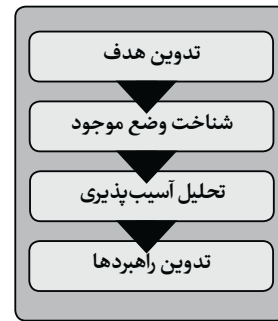 تدوین هدف
شناخت وضع موجود
تحلیل آسیب‌پذیری
تدوین راهبردها